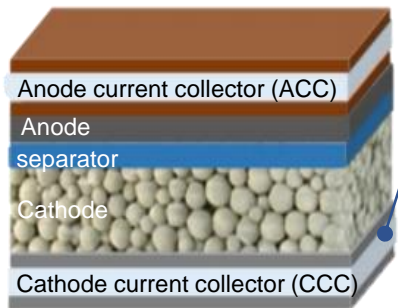 Anode current collector (ACC)
Anode
separator
Cathode
Cathode current collector (CCC)